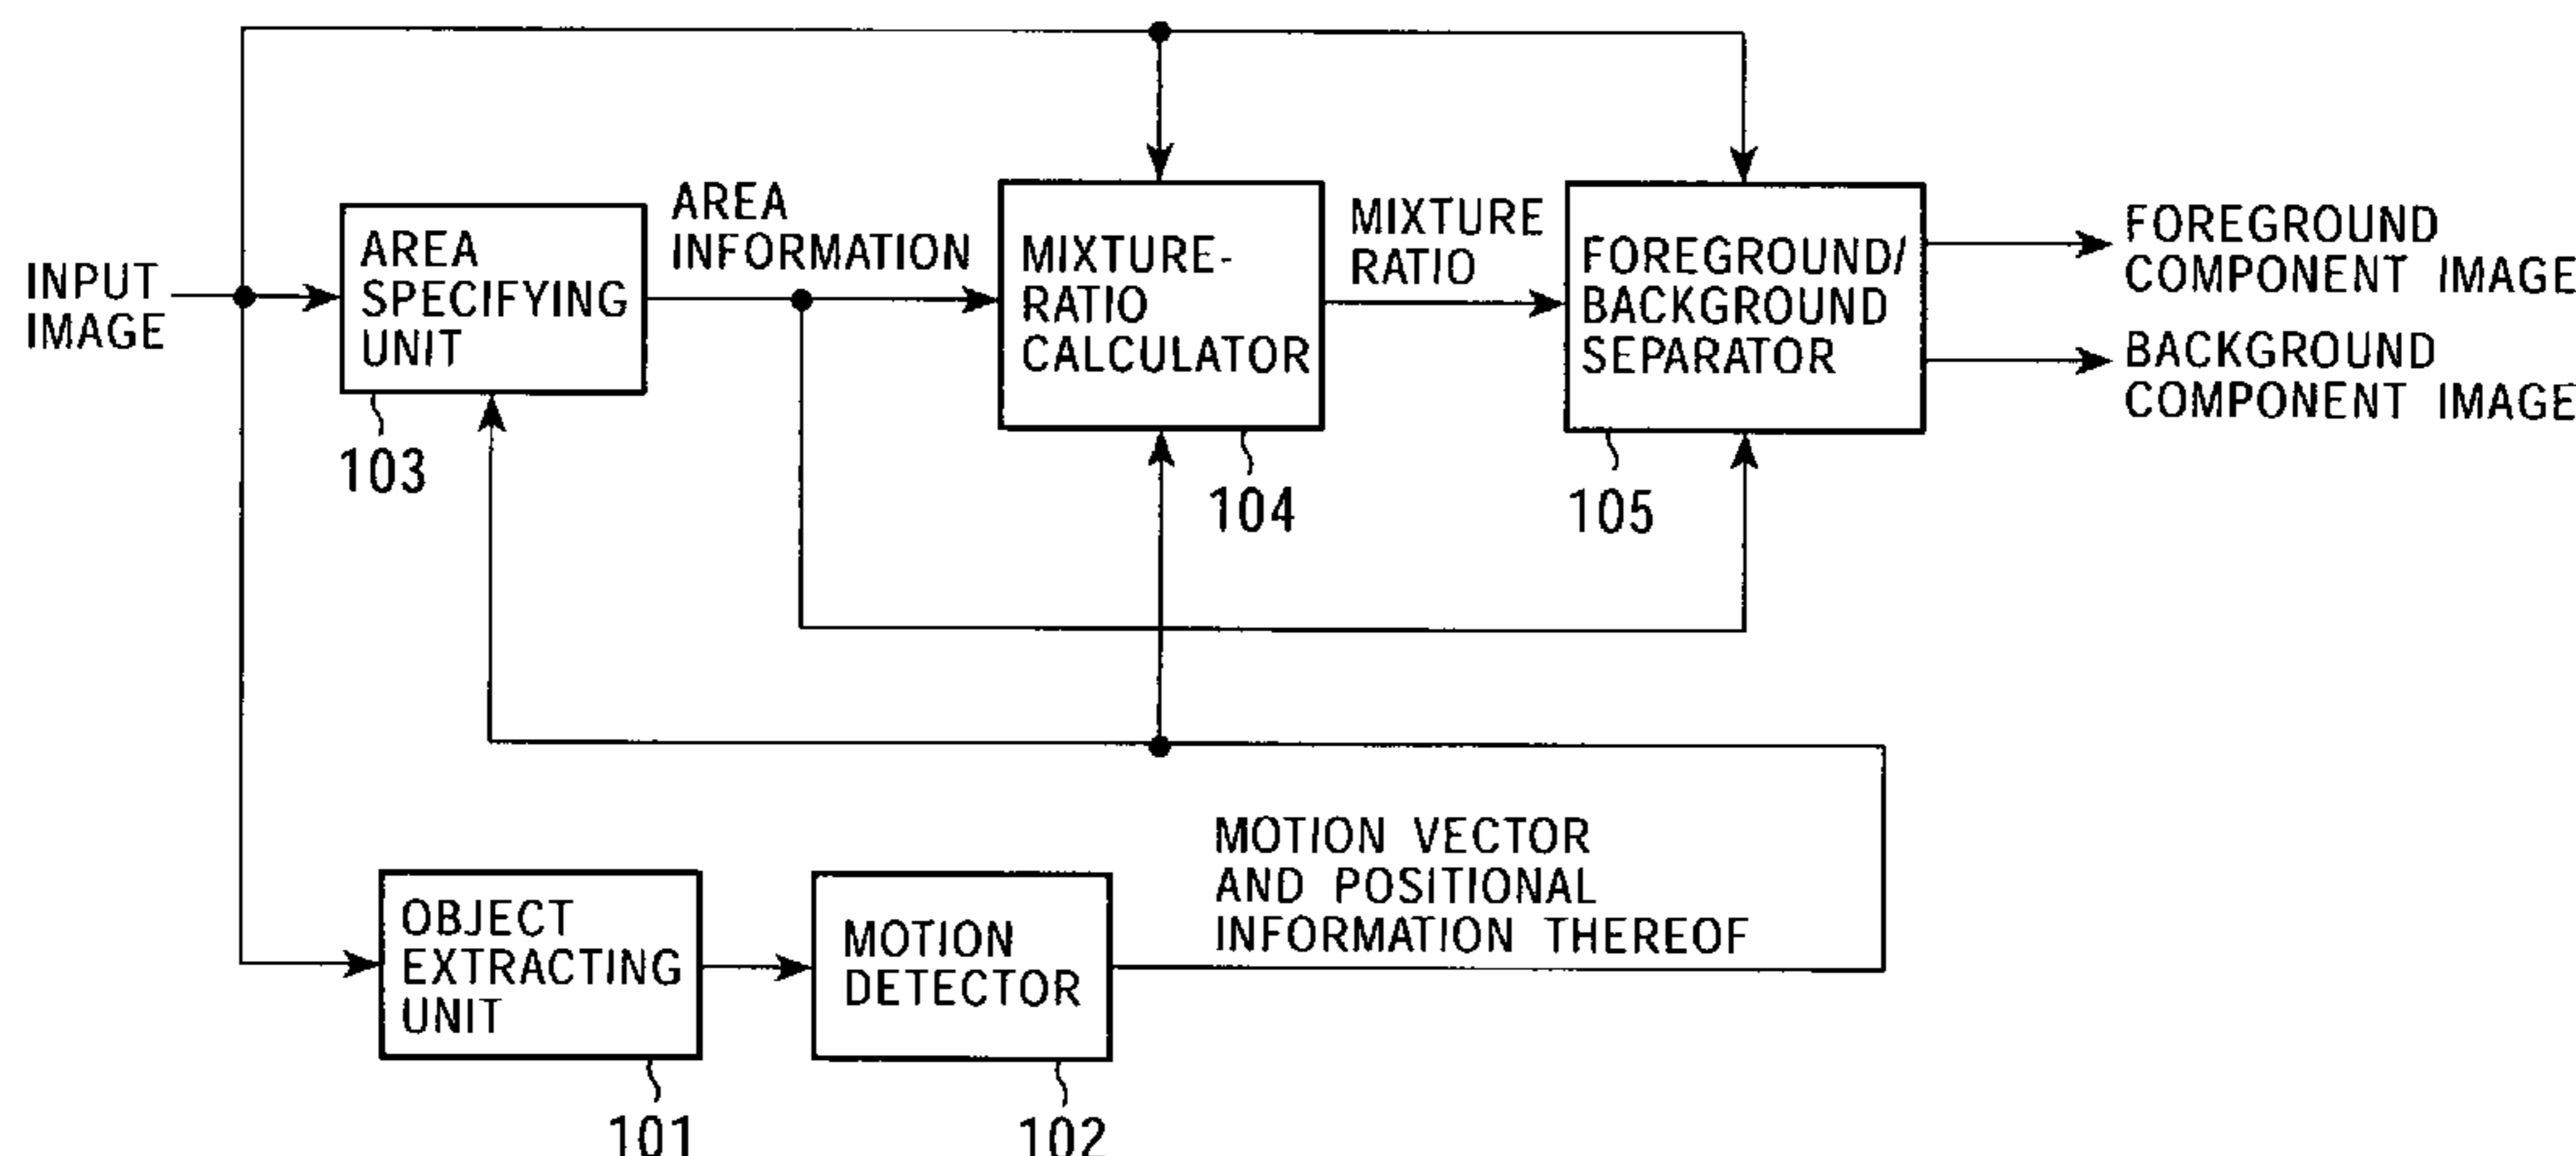 INPUT
IMAGE
AREA
SPECIFYING
UNIT
103
AREA
INFORMATION
MIXTURE-
RATIO
CALCULATOR
104
MIXTURE
RATIO
FOREGROUND/
BACKGROUND
SEPARATOR
105
FOREGROUND
COMPONENT IMAGE
BACKGROUND
COMPONENT IMAGE
OBJECT
EXTRACTING
UNIT
101
MOTION
DETECTOR
102
MOTION VECTOR
AND POSITIONAL
INFORMATION THEREOF